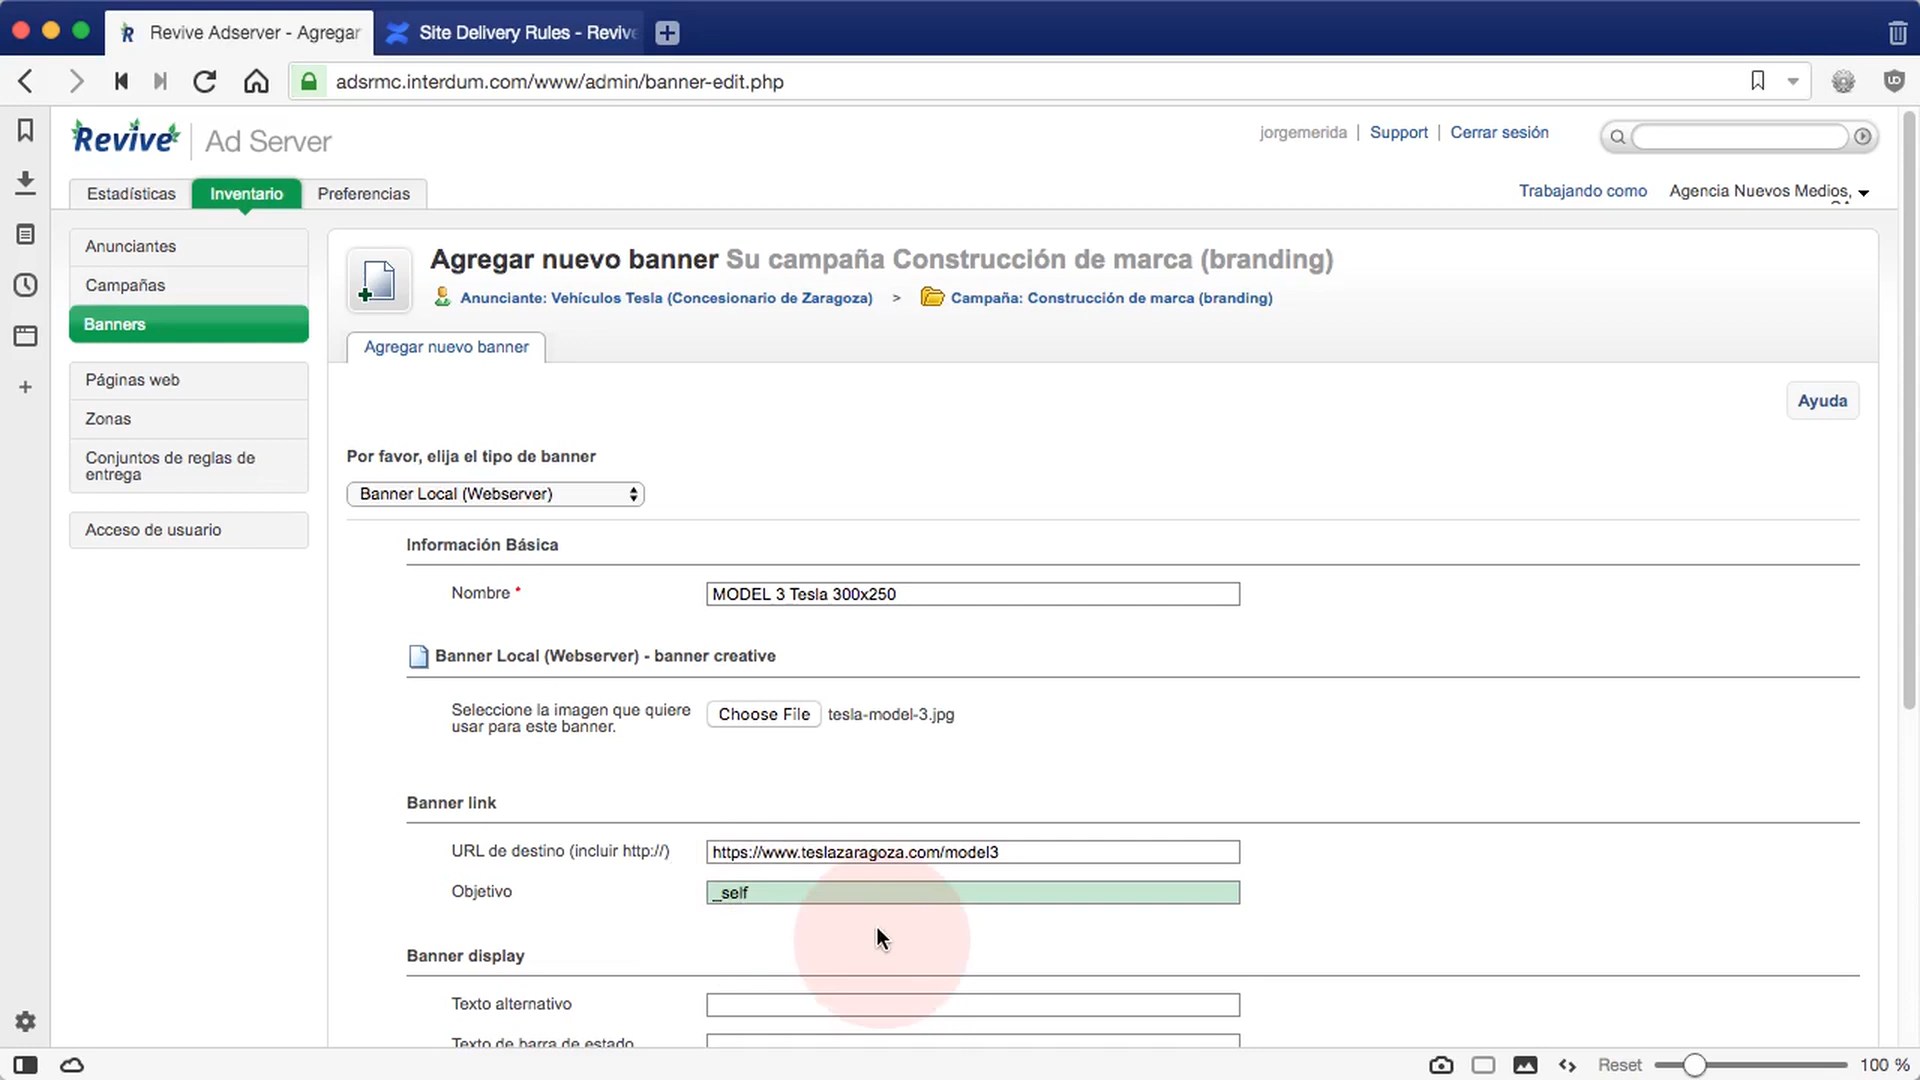 Revive Adserver - Agregar
Site Delivery Rules - Revive
adsrmc.interdum.com/www/admin/banner-edit.php
Revive | Ad Server
jorgemerida | Support | Cerrar sesión
Estadísticas
Inventario
Preferencias
Trabajando como Agencia Nuevos Medios,
Anunciantes
Campañas
Banners
Páginas web
Zonas
Conjuntos de reglas de
entrega
Acceso de usuario
Agregar nuevo banner Su campaña Construcción de marca (branding)
Anunciante: Vehículos Tesla (Concesionario de Zaragoza) > Campaña: Construcción de marca (branding)
Agregar nuevo banner
Ayuda
Por favor, elija el tipo de banner
Banner Local (Webserver)
Información Básica
Nombre * MODEL 3 Tesla 300x250
Banner Local (Webserver) - banner creative
Seleccione la imagen que quiere
usar para este banner.
Choose File tesla-model-3.jpg
Banner link
URL de destino (incluir http://) https://www.teslazaragoza.com/model3
Objetivo _self
Banner display
Texto alternativo
Texto de barra de estado
Reset 100 %